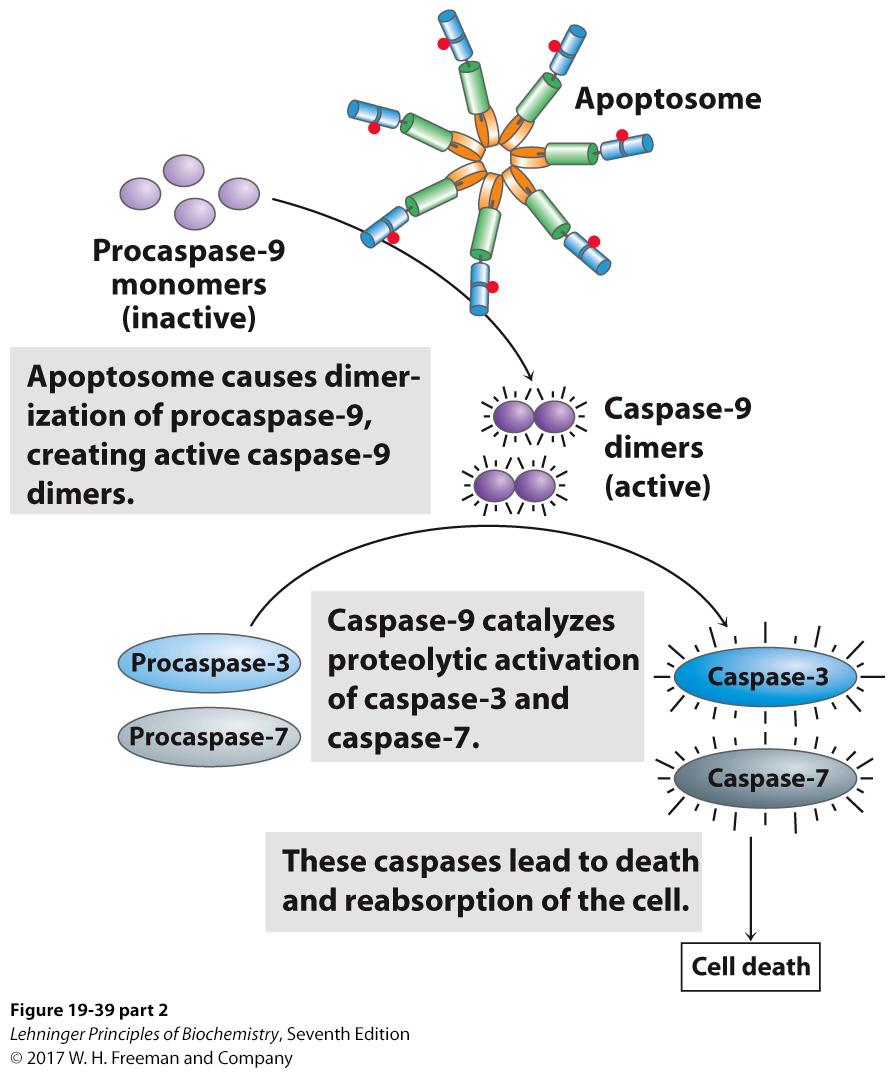 Apoptosome
Procaspase-9
monomers
(inactive)
Apoptosome causes dimer-
ization of procaspase-9,
creating active caspase-9
dimers.
Caspase-9
dimers
(active)
Procaspase-3
Procaspase-7
Caspase-9 catalyzes
proteolytic activation
of caspase-3 and
caspase-7.
Caspase-3
Caspase-7
These caspases lead to death
and reabsorption of the cell.
Cell death
Figure 19-39 part 2
Lehninger Principles of Biochemistry, Seventh Edition
© 2017 W. H. Freeman and Company